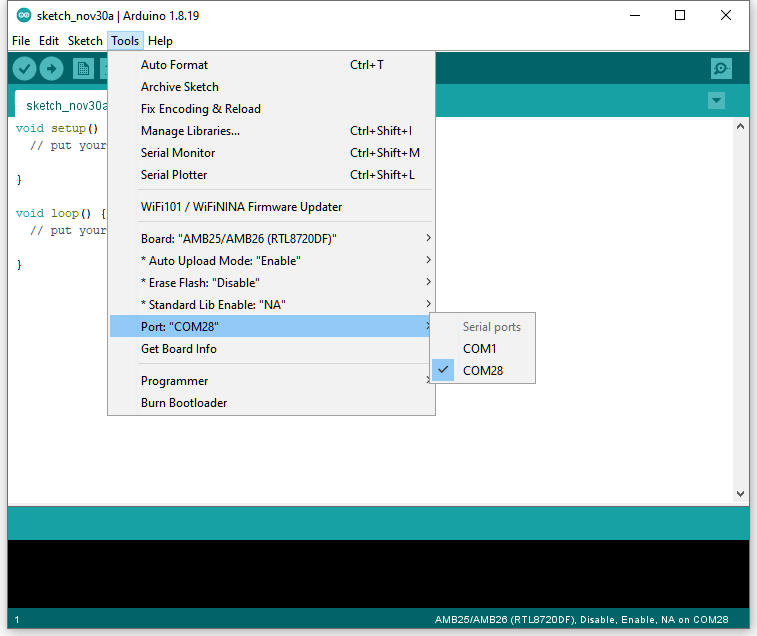 sketch_nov30a | Arduino 1.8.19
File Edit Sketch Tools Help
Auto Format Ctrl+T
Archive Sketch
Fix Encoding & Reload
Manage Libraries... Ctrl+Shift+I
Serial Monitor Ctrl+Shift+M
Serial Plotter Ctrl+Shift+L
WiFi101 / WiFiNINA Firmware Updater
Board: "AMB25/AMB26 (RTL8720DF)"
* Auto Upload Mode: "Enable"
* Erase Flash: "Disable"
* Standard Lib Enable: "NA"
Port: "COM28"
Get Board Info
Programmer
Burn Bootloader
Serial ports
COM1
COM28
sketch_nov30a
void setup()
// put your
}
void loop() {
// put your
}
1 AMB25/AMB26 (RTL8720DF), Disable, Enable, NA on COM28